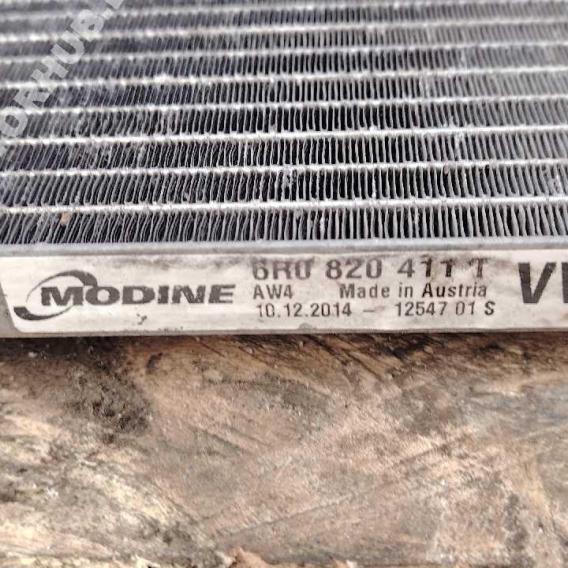 MODINE 6R0 820 411 T
AW4 Made in Austria
10.12.2014 - 12547 01 S